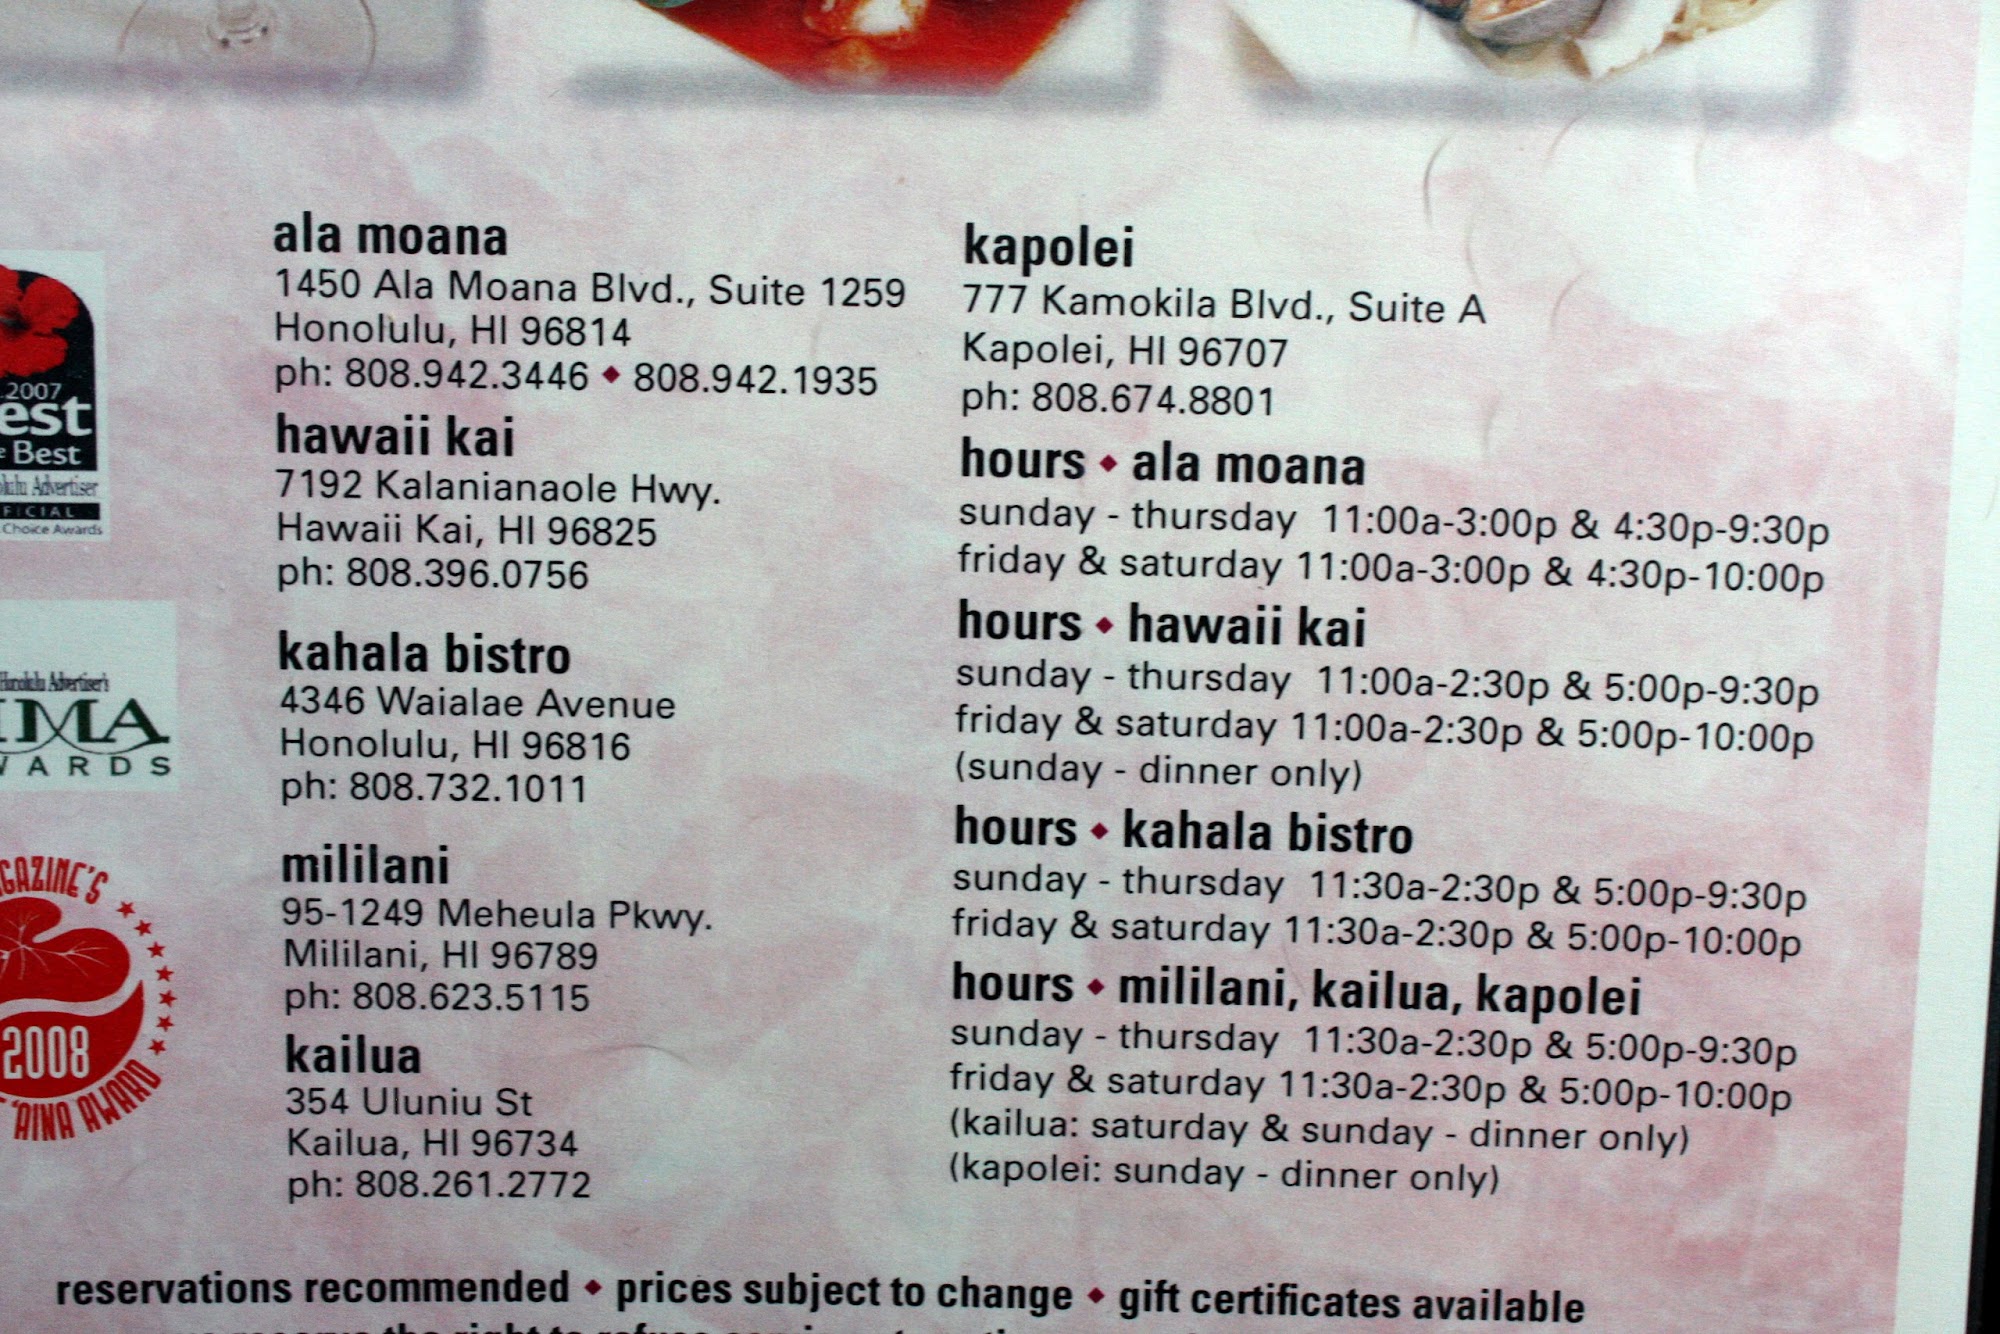 ala moana
1450 Ala Moana Blvd., Suite 1259
Honolulu, HI 96814
ph: 808.942.3446 ♦ 808.942.1935
hawaii kai
7192 Kalanianaole Hwy.
Hawaii Kai, HI 96825
ph: 808.396.0756
kahala bistro
4346 Waialae Avenue
Honolulu, HI 96816
ph: 808.732.1011
mililani
95-1249 Meheula Pkwy.
Mililani, HI 96789
ph: 808.623.5115
kailua
354 Uluniu St
Kailua, HI 96734
ph: 808.261.2772
kapolei
777 Kamokila Blvd., Suite A
Kapolei, HI 96707
ph: 808.674.8801
hours ♦ ala moana
sunday - thursday 11:00a-3:00p & 4:30p-9:30p
friday & saturday 11:00a-3:00p & 4:30p-10:00p
hours ♦ hawaii kai
sunday - thursday 11:00a-2:30p & 5:00p-9:30p
friday & saturday 11:00a-2:30p & 5:00p-10:00p
(sunday - dinner only)
hours ♦ kahala bistro
sunday - thursday 11:30a-2:30p & 5:00p-9:30p
friday & saturday 11:30a-2:30p & 5:00p-10:00p
hours ♦ mililani, kailua, kapolei
sunday - thursday 11:30a-2:30p & 5:00p-9:30p
friday & saturday 11:30a-2:30p & 5:00p-10:00p
(kailua: saturday & sunday - dinner only)
(kapolei: sunday - dinner only)
2007
est
Best
Advertiser
FICIAL
Choice Awards
Advertiser's
IMA
WARDS
GAZINE'S
2008
'AINA AWARD
reservations recommended ♦ prices subject to change ♦ gift certificates available